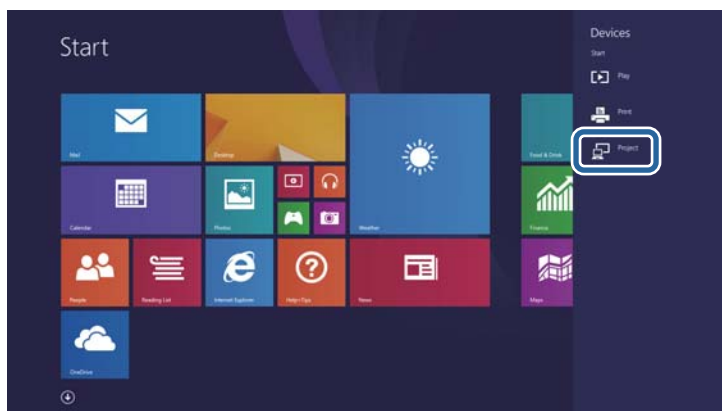 Start
Mail
Desktop
Weather
Food & Drink
Calendar
Photos
Finance
People
Reading List
Internet Explorer
Help+Tips
News
Maps
OneDrive
Devices
Start
Play
Print
Project